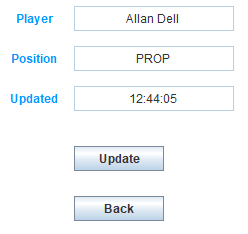 Player Allan Dell
Position PROP
Updated 12:44:05
Update
Back